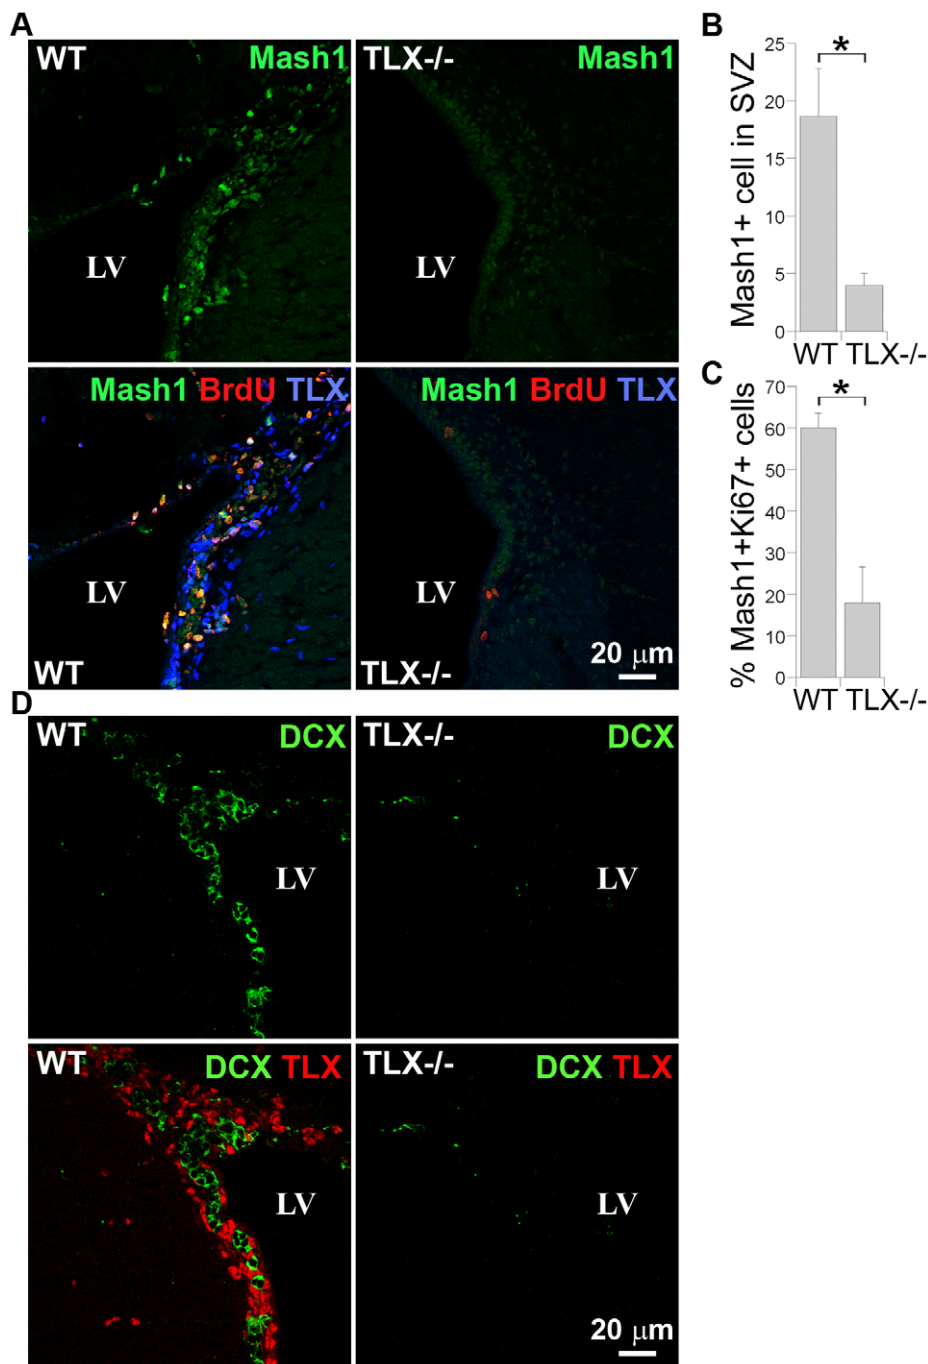 A
WT Mash1
TLX-/- Mash1
LV
LV
Mash1 BrdU TLX
Mash1 BrdU TLX
LV
LV
WT
TLX-/-
20 μm
B
Mash1+ cell in SVZ
25
20
15
10
5
0
*
WT TLX-/-
C
% Mash1+Ki67+ cells
70
60
50
40
30
20
10
0
*
WT TLX-/-
D
WT DCX
TLX-/- DCX
LV
LV
WT DCX TLX
TLX-/- DCX TLX
LV
LV
20 μm